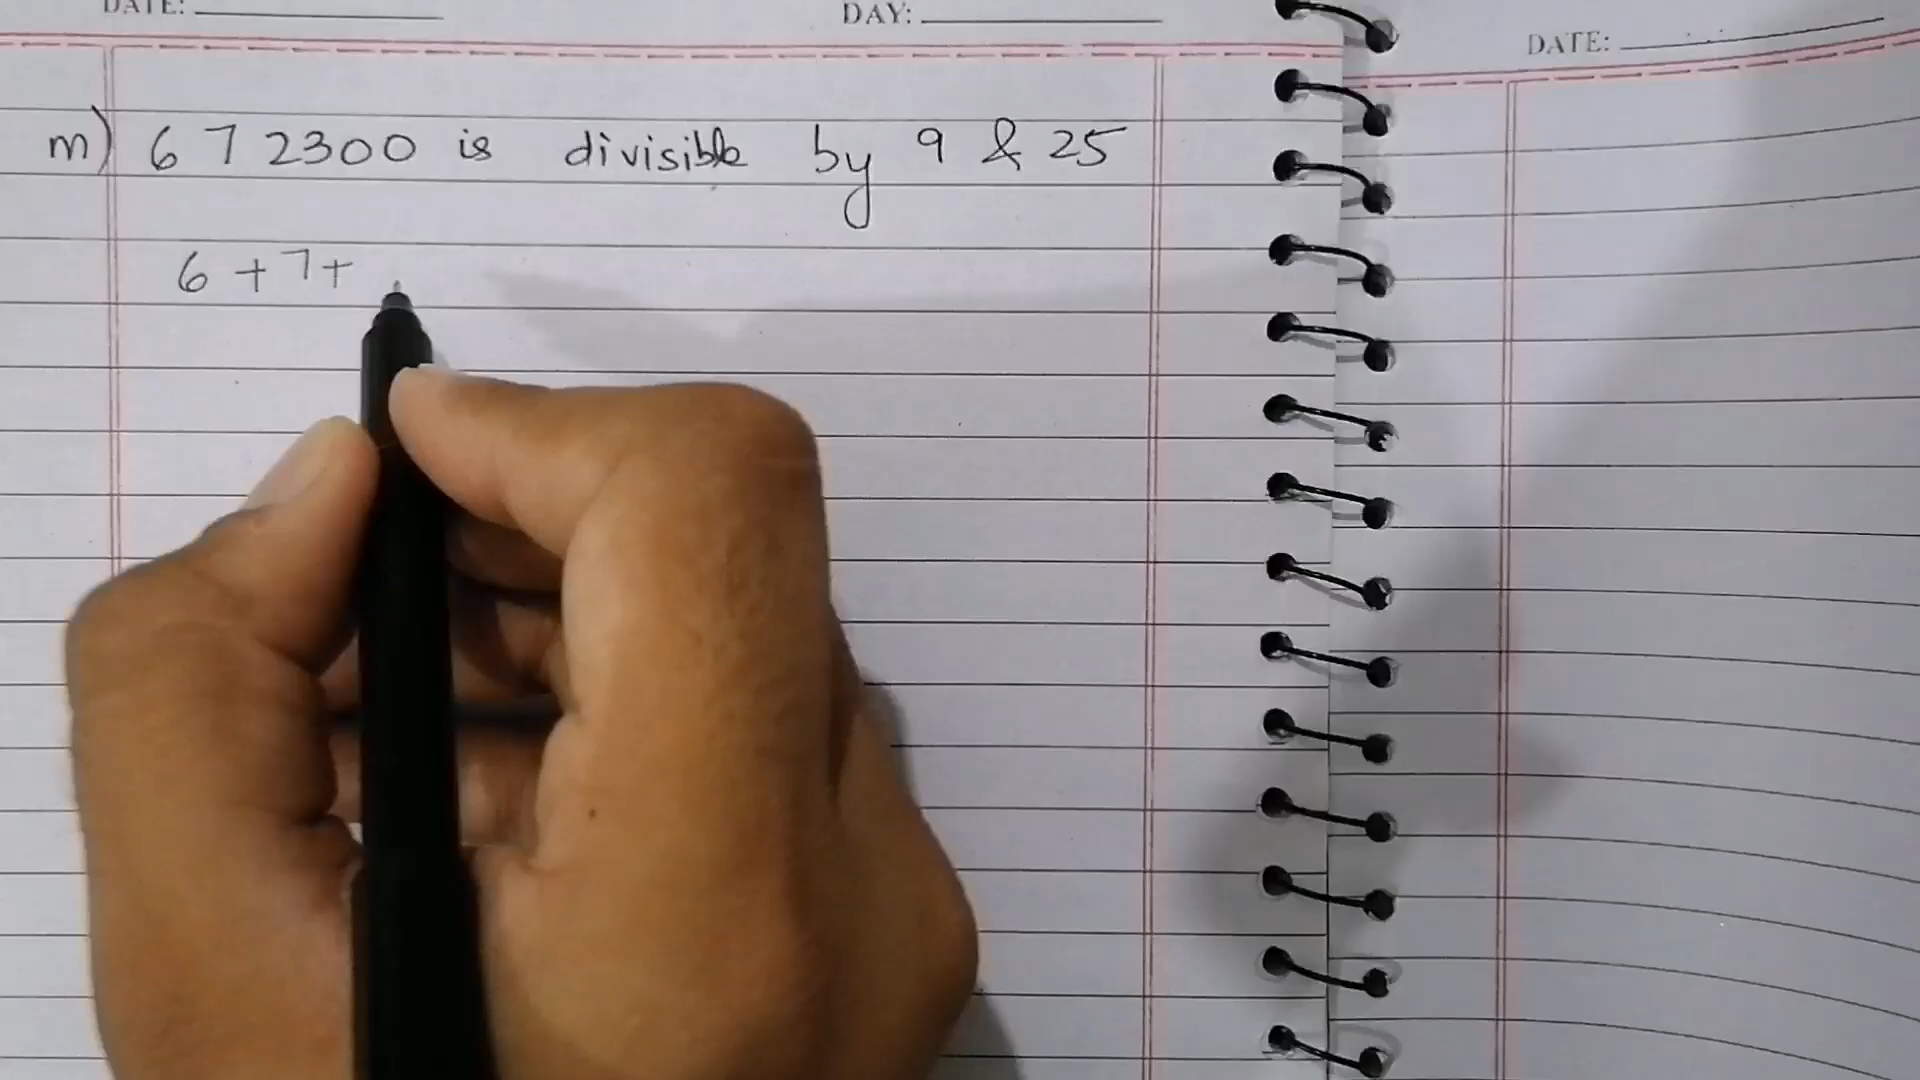 DATE:
DAY:
DATE:
m) 672300 is divisible by 9 & 25
6 + 7 +